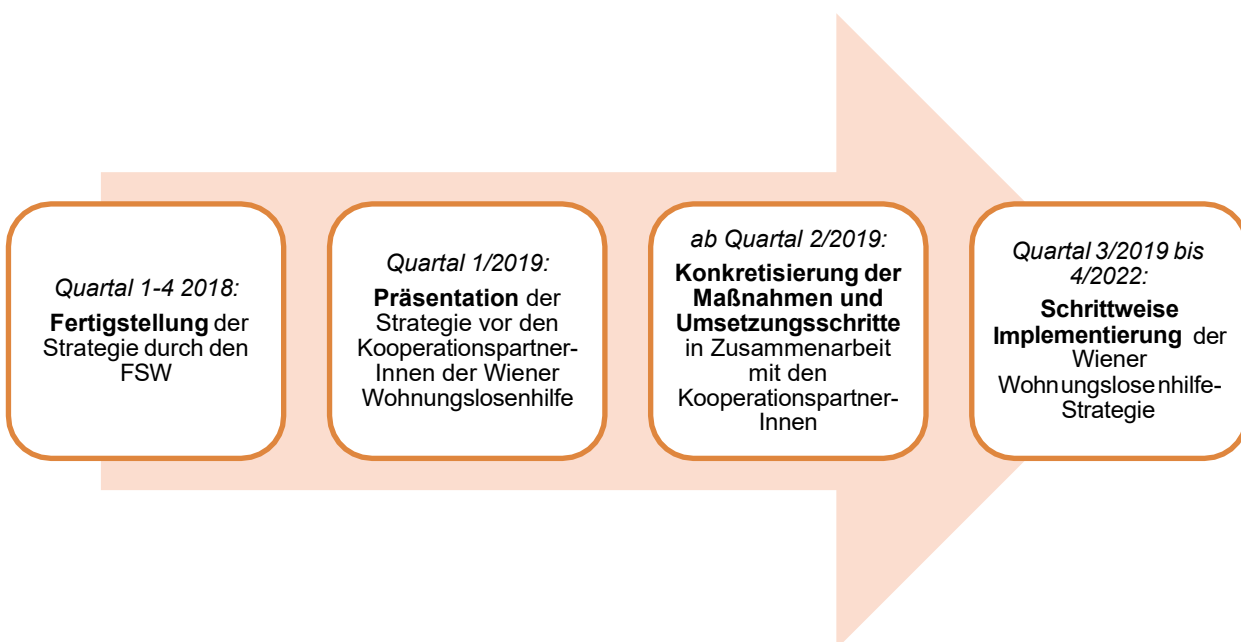 Quartal 1-4 2018:
Fertigstellung der
Strategie durch den
FSW
Quartal 1/2019:
Präsentation der
Strategie vor den
Kooperationspartner-
Innen der Wiener
Wohnungslosenhilfe
ab Quartal 2/2019:
Konkretisierung der
Maßnahmen und
Umsetzungsschritte
in Zusammenarbeit
mit den
Kooperationspartner-
Innen
Quartal 3/2019 bis
4/2022:
Schrittweise
Implementierung der
Wiener
Wohnungslosenhilfe-
Strategie